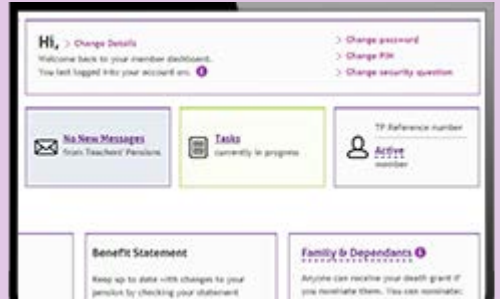 Hi, > Change Details
Welcome back to your member dashboard.
You last logged into your account on: i
> Change password
> Change PIN
> Change security question
No New Messages
from Teachers' Pensions
Tasks
currently in progress
TP Reference number
Active
member
Benefit Statement
Keep up to date with changes to your
pension by checking your statement
Family & Dependants i
Anyone can receive your death grant if
you nominate them. You can nominate: